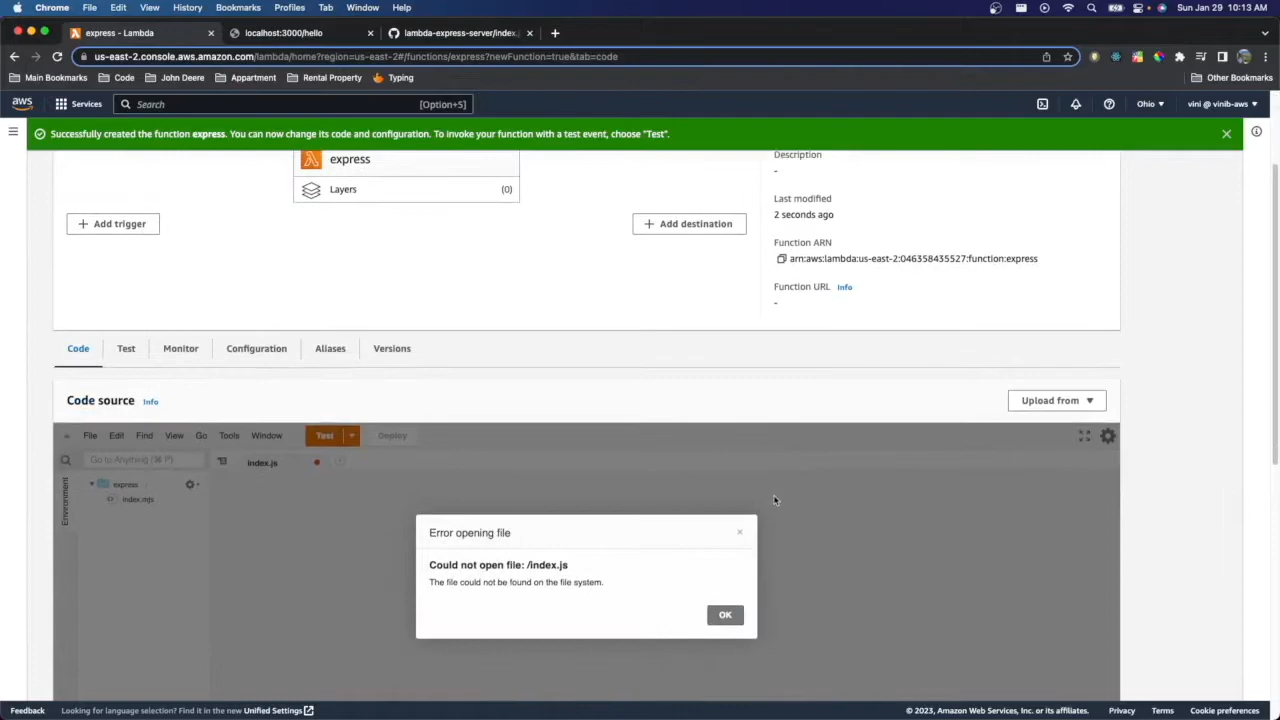 Chrome File Edit View History Bookmarks Profiles Tab Window Help Sun Jan 29 10:13 AM
express - Lambda × localhost:3000/hello × lambda-express-server/index. × +
us-east-2.console.aws.amazon.com/lambda/home?region=us-east-2#/functions/express?newFunction=true&tab=code
Main Bookmarks Code John Deere Appartment Rental Property Typing Other Bookmarks
aws Services Search [Option+S] Ohio vini @ vinib-aws
Successfully created the function express. You can now change its code and configuration. To invoke your function with a test event, choose "Test".
express
Layers (0)
+ Add trigger
+ Add destination
Description
-
Last modified
2 seconds ago
Function ARN
arn:aws:lambda:us-east-2:046358435527:function:express
Function URL Info
-
Code Test Monitor Configuration Aliases Versions
Code source Info Upload from
File Edit Find View Go Tools Window Test Deploy
Go to Anything (⌘ P) index.js
Environment
express
index.mjs
Error opening file ×
Could not open file: /index.js
The file could not be found on the file system.
OK
Feedback Looking for language selection? Find it in the new Unified Settings © 2023, Amazon Web Services, Inc. or its affiliates. Privacy Terms Cookie preferences